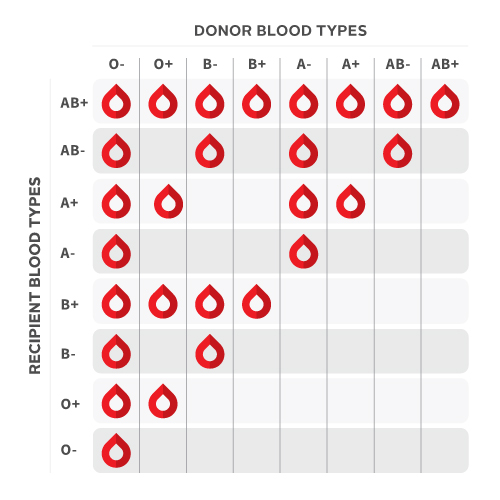 DONOR BLOOD TYPES
O- O+ B- B+ A- A+ AB- AB+
RECIPIENT BLOOD TYPES
AB+
AB-
A+
A-
B+
B-
O+
O-